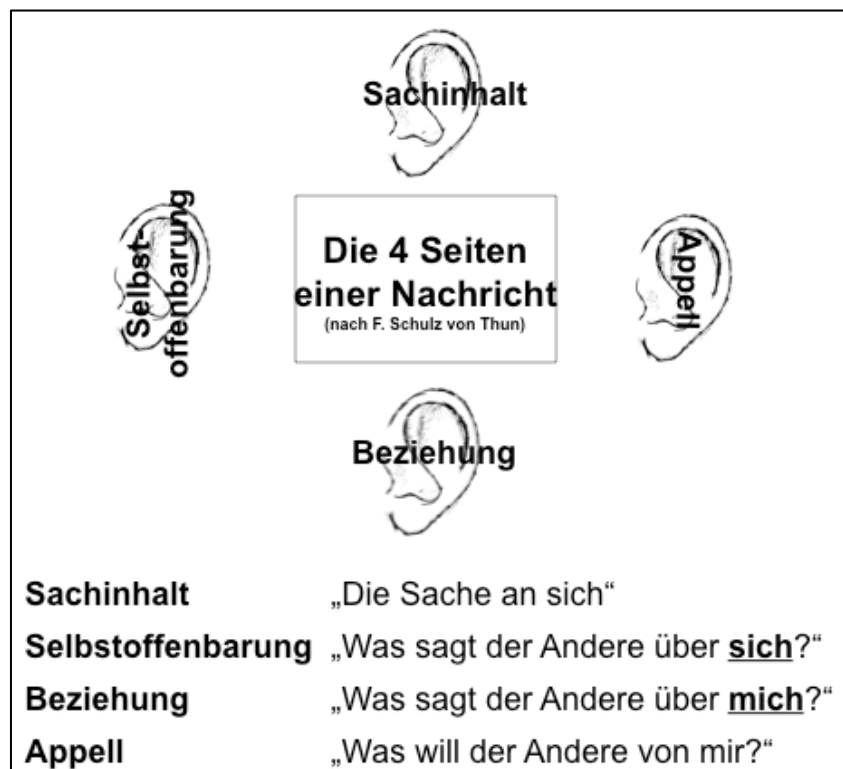 Sachinhalt
Selbst-
offenbarung
Die 4 Seiten
einer Nachricht
(nach F. Schulz von Thun)
Appell
Beziehung
Sachinhalt „Die Sache an sich“
Selbstoffenbarung „Was sagt der Andere über sich?“
Beziehung „Was sagt der Andere über mich?“
Appell „Was will der Andere von mir?“